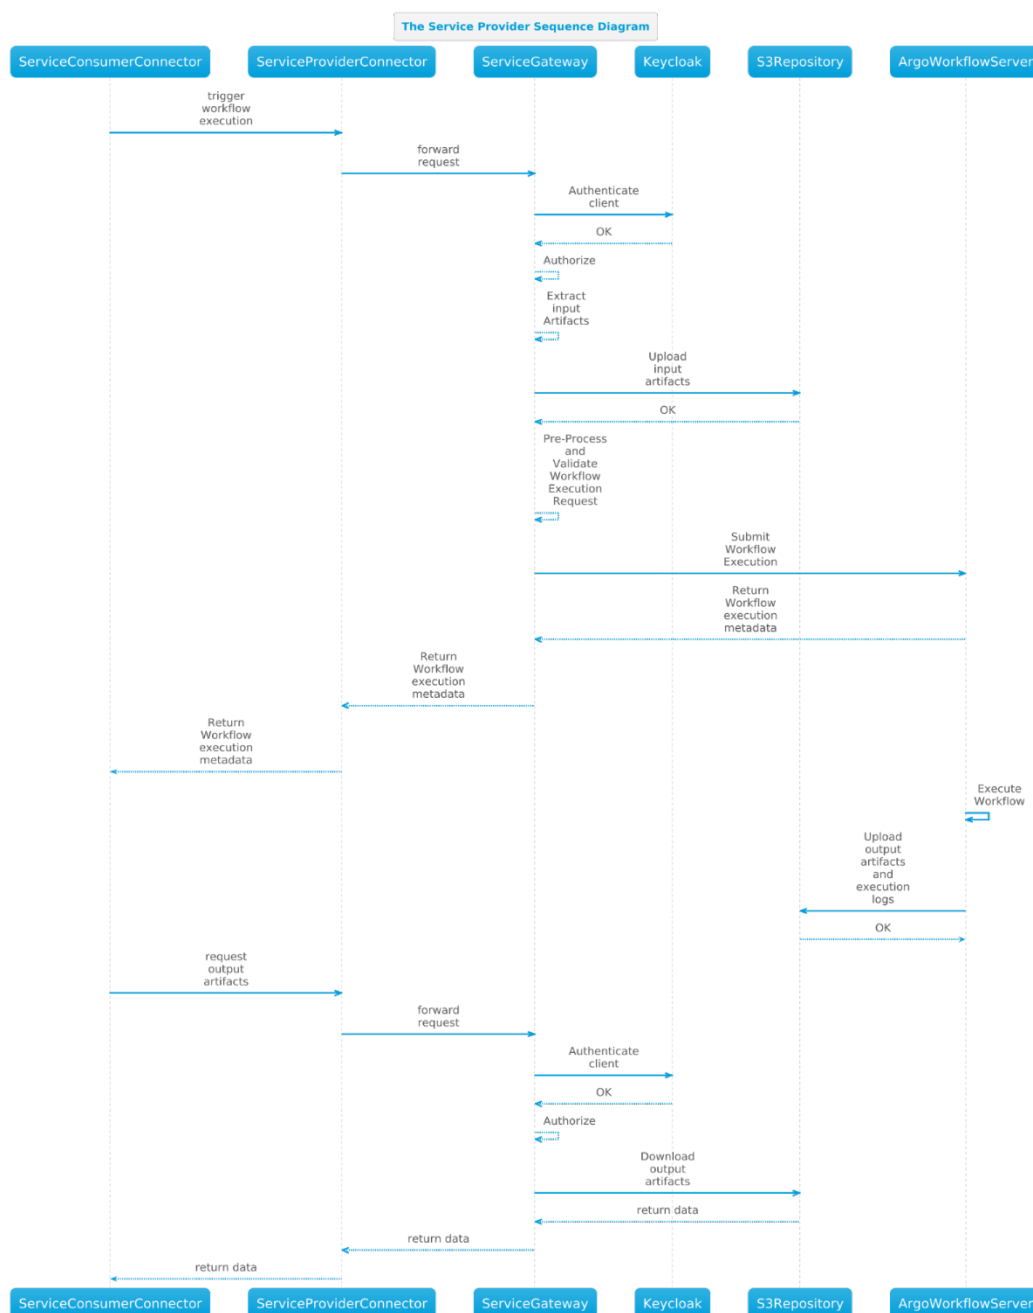 The Service Provider Sequence Diagram
ServiceConsumerConnector ServiceProviderConnector ServiceGateway Keycloak S3Repository ArgoWorkflowServer
trigger
workflow
execution
forward
request
Authenticate
client
OK
Authorize
Extract
input
Artifacts
Upload
input
artifacts
OK
Pre-Process
and
Validate
Workflow
Execution
Request
Submit
Workflow
Execution
Return
Workflow
execution
metadata
Return
Workflow
execution
metadata
Return
Workflow
execution
metadata
Execute
Workflow
Upload
output
artifacts
and
execution
logs
OK
request
output
artifacts
forward
request
Authenticate
client
OK
Authorize
Download
output
artifacts
return data
return data
return data
ServiceConsumerConnector ServiceProviderConnector ServiceGateway Keycloak S3Repository ArgoWorkflowServer